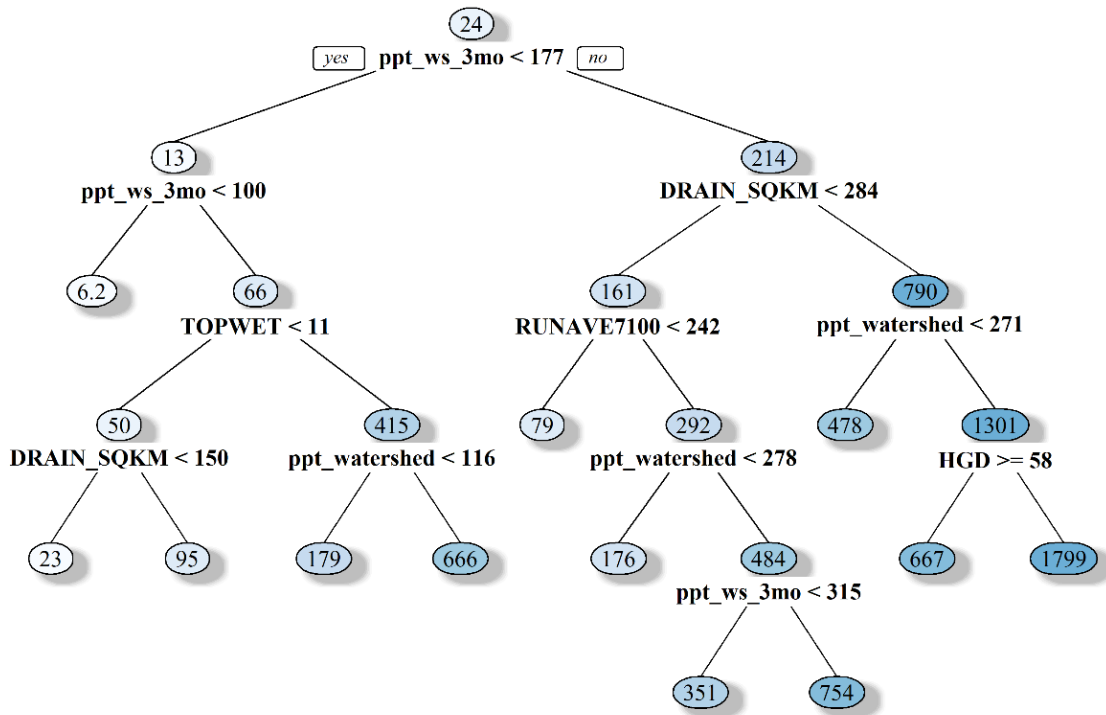 24
yes ppt_ws_3mo < 177 no
13 214
ppt_ws_3mo < 100 DRAIN_SQKM < 284
6.2 66 161 790
TOPWET < 11 RUNAVE7100 < 242 ppt_watershed < 271
50 415 79 292 478 1301
DRAIN_SQKM < 150 ppt_watershed < 116 ppt_watershed < 278 HGD >= 58
23 95 179 666 176 484 667 1799
ppt_ws_3mo < 315
351 754